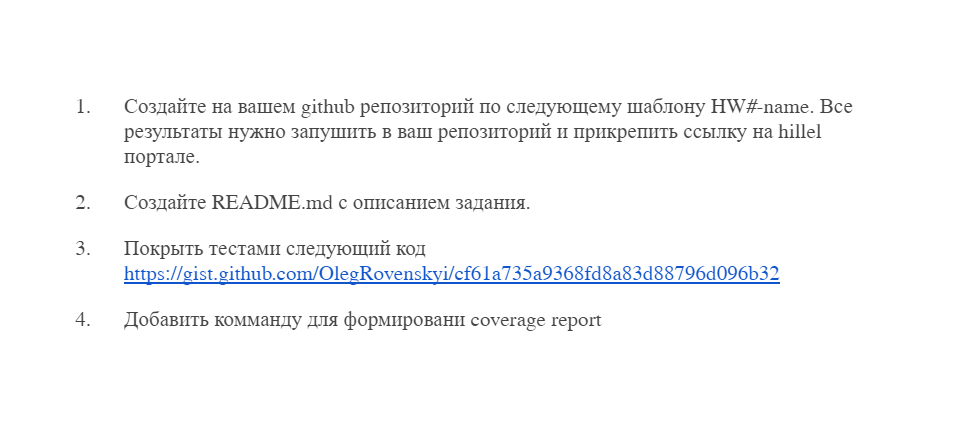 1. Создайте на вашем github репозиторий по следующему шаблону HW#-name. Все
результаты нужно запушить в ваш репозиторий и прикрепить ссылку на hillel
портале.
2. Создайте README.md с описанием задания.
3. Покрыть тестами следующий код
https://gist.github.com/OlegRovenskyi/cf61a735a9368fd8a83d88796d096b32
4. Добавить комманду для формировани coverage report